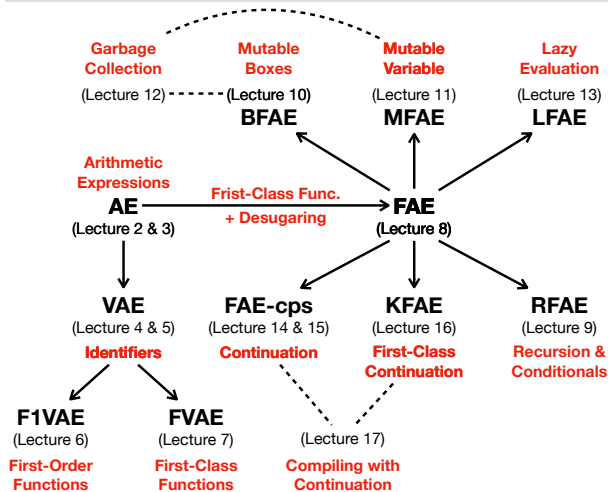 Garbage
Collection
(Lecture 12)
Mutable
Boxes
(Lecture 10)
BFAE
Mutable
Variable
(Lecture 11)
MFAE
Lazy
Evaluation
(Lecture 13)
LFAE
Arithmetic
Expressions
AE
(Lecture 2 & 3)
Frist-Class Func.
+ Desugaring
FAE
(Lecture 8)
VAE
(Lecture 4 & 5)
Identifiers
FAE-cps
(Lecture 14 & 15)
Continuation
KFAE
(Lecture 16)
First-Class
Continuation
RFAE
(Lecture 9)
Recursion &
Conditionals
F1VAE
(Lecture 6)
First-Order
Functions
FVAE
(Lecture 7)
First-Class
Functions
(Lecture 17)
Compiling with
Continuation